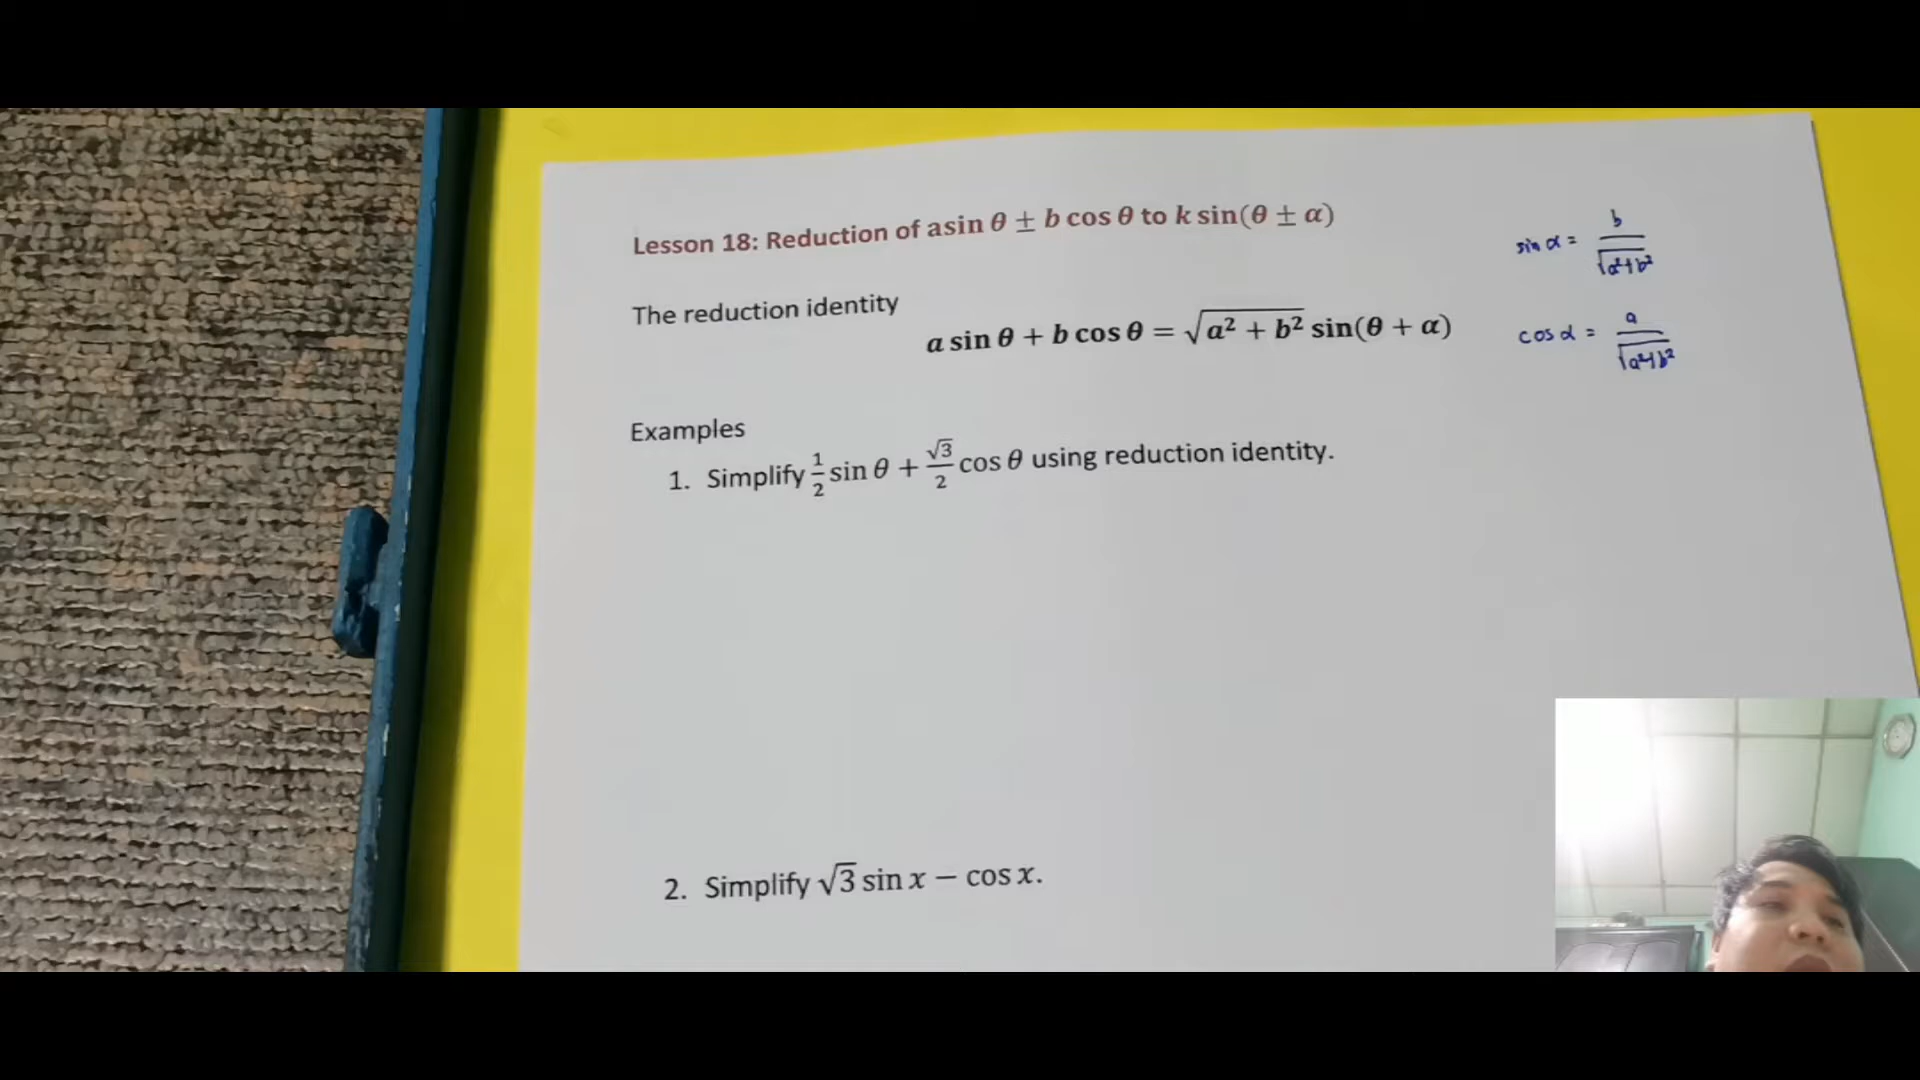 Lesson 18: Reduction of asin θ ± b cos θ to k sin(θ ± α)
sin α = b/√a²+b²
The reduction identity
a sin θ + b cos θ = √(a² + b²) sin(θ + α)
cos α = a/√a²+b²
Examples
1. Simplify 1/2 sin θ + √3/2 cos θ using reduction identity.
2. Simplify √3 sin x − cos x.